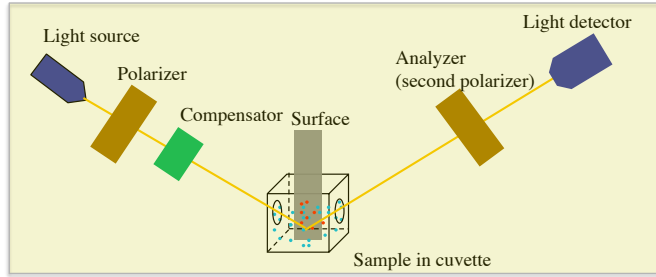 Light source
Polarizer
Compensator
Surface
Analyzer
(second polarizer)
Light detector
Sample in cuvette